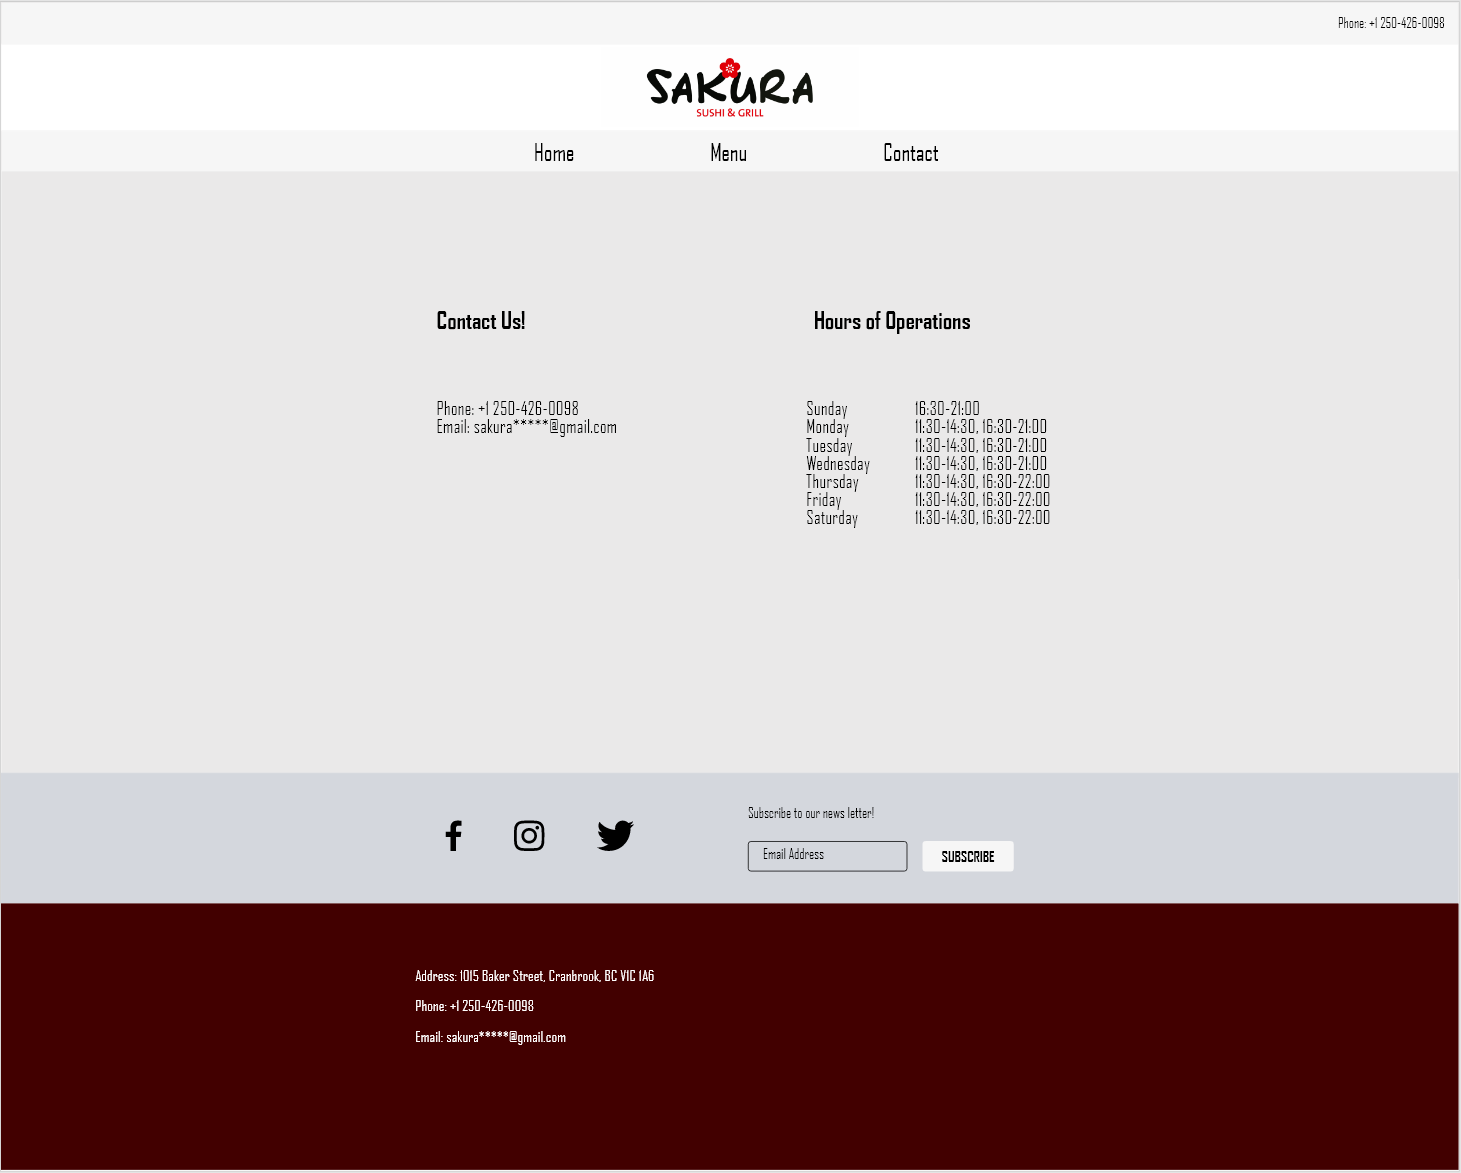 Phone: +1 250-426-0098
SAKURA
SUSHI & GRILL
Home Menu Contact
Contact Us!
Phone: +1 250-426-0098
Email: sakura*****@gmail.com
Hours of Operations
Sunday 16:30-21:00
Monday 11:30-14:30, 16:30-21:00
Tuesday 11:30-14:30, 16:30-21:00
Wednesday 11:30-14:30, 16:30-21:00
Thursday 11:30-14:30, 16:30-22:00
Friday 11:30-14:30, 16:30-22:00
Saturday 11:30-14:30, 16:30-22:00
Subscribe to our news letter!
Email Address SUBSCRIBE
Address: 1015 Baker Street, Cranbrook, BC V1C 1A6
Phone: +1 250-426-0098
Email: sakura*****@gmail.com